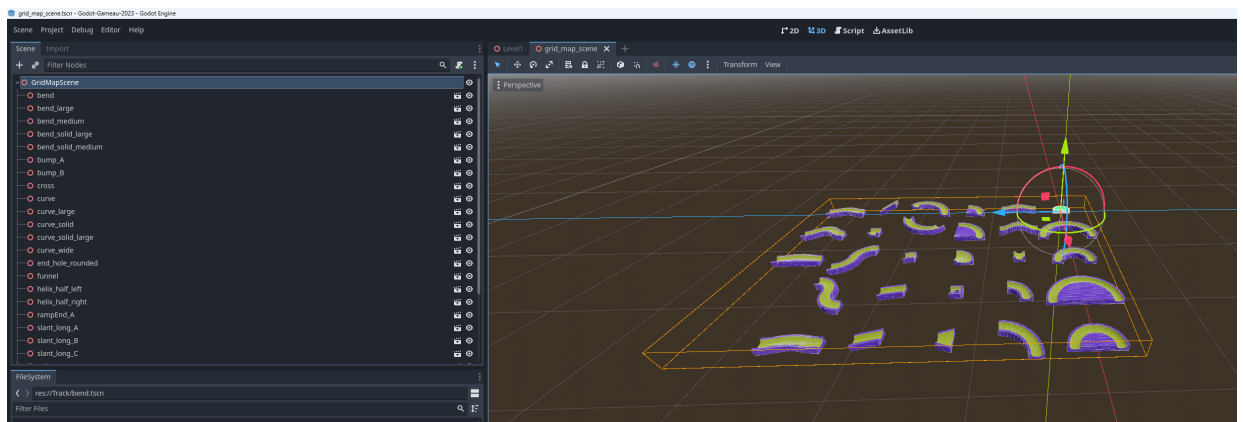 grid_map_scene.tscn - Godot-Garneau-2023 - Godot Engine
Scene Project Debug Editor Help
2D 3D Script AssetLib
Scene Import
Level1 grid_map_scene
Filter Nodes
Transform View
Perspective
GridMapScene
bend
bend_large
bend_medium
bend_solid_large
bend_solid_medium
bump_A
bump_B
cross
curve
curve_large
curve_solid
curve_solid_large
curve_wide
end_hole_rounded
funnel
helix_half_left
helix_half_right
rampEnd_A
slant_long_A
slant_long_B
slant_long_C
FileSystem
res://Track/bend.tscn
Filter Files